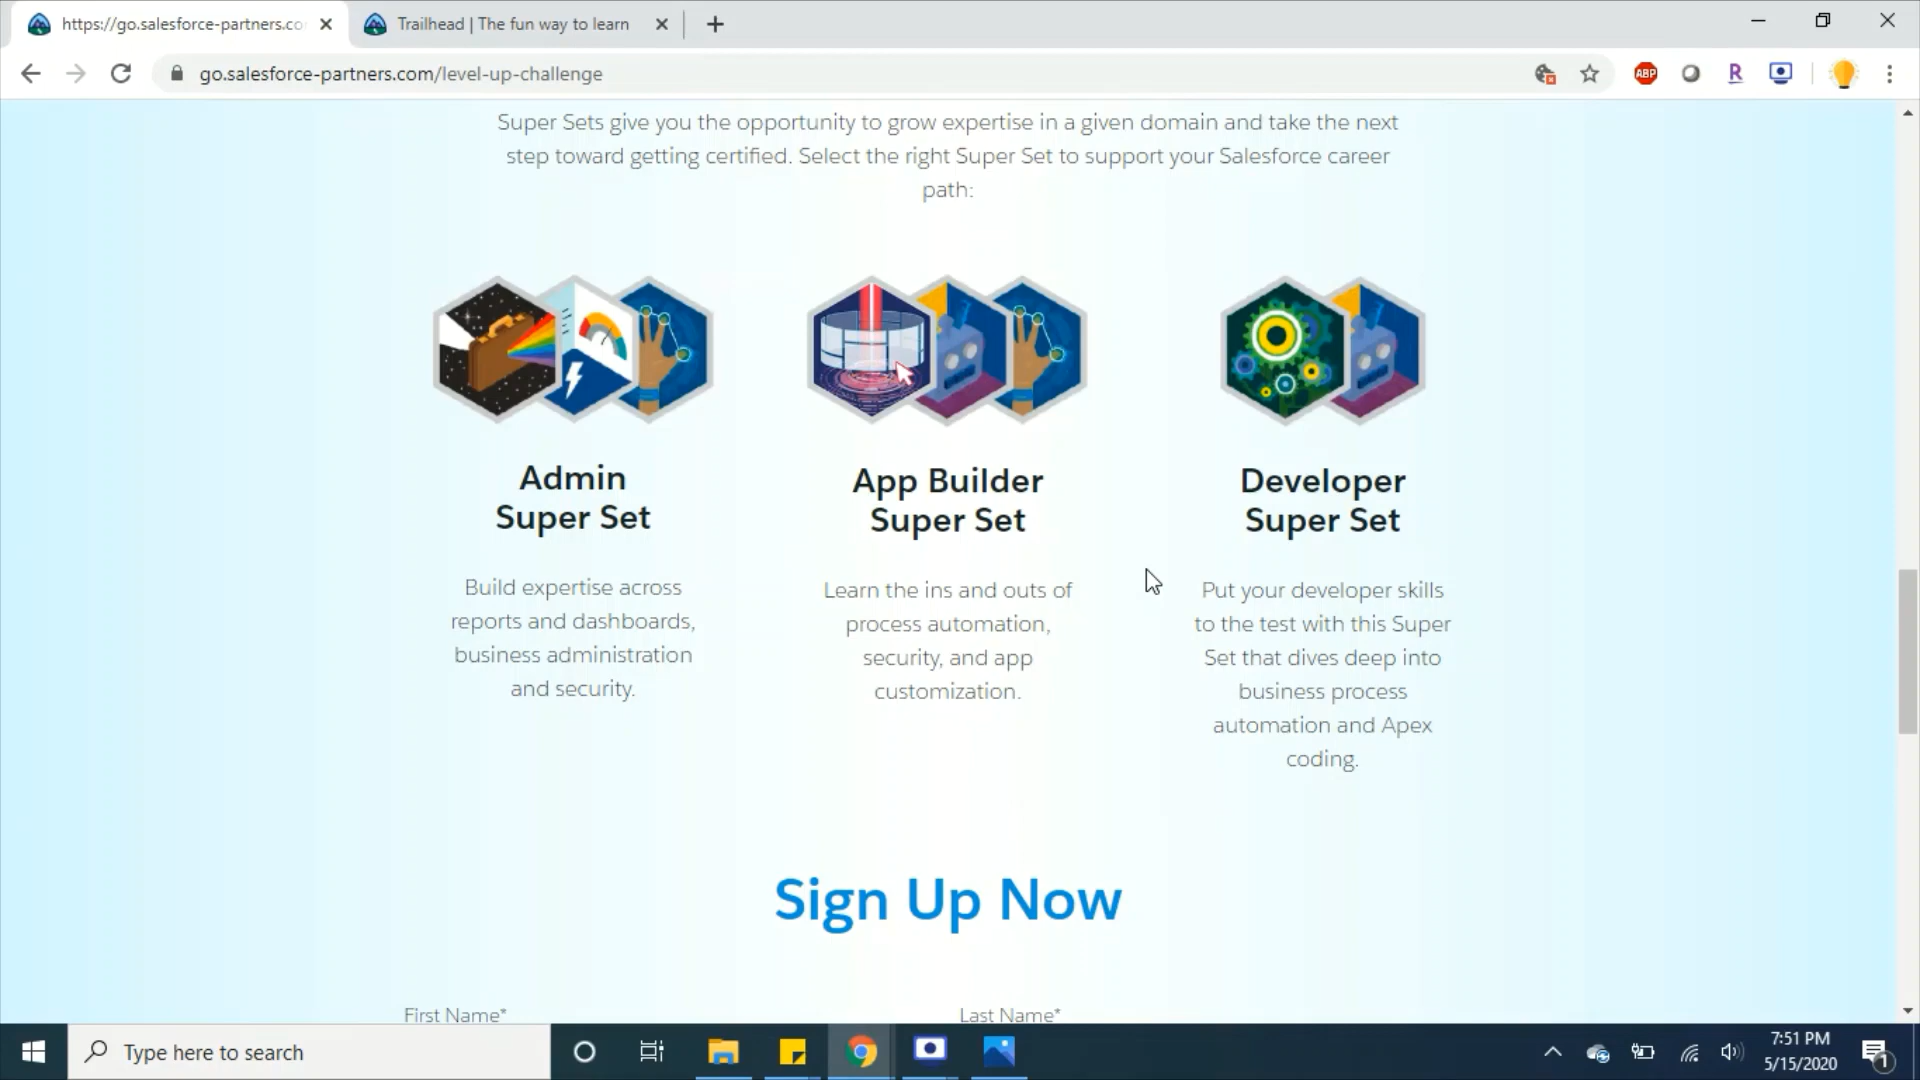 https://go.salesforce-partners.co
Trailhead | The fun way to learn
go.salesforce-partners.com/level-up-challenge
ABP
R
Super Sets give you the opportunity to grow expertise in a given domain and take the next
step toward getting certified. Select the right Super Set to support your Salesforce career
path:
Admin
Super Set
Build expertise across
reports and dashboards,
business administration
and security.
App Builder
Super Set
Learn the ins and outs of
process automation,
security, and app
customization.
Developer
Super Set
Put your developer skills
to the test with this Super
Set that dives deep into
business process
automation and Apex
coding.
Sign Up Now
First Name*
Last Name*
Type here to search
7:51 PM
5/15/2020
1